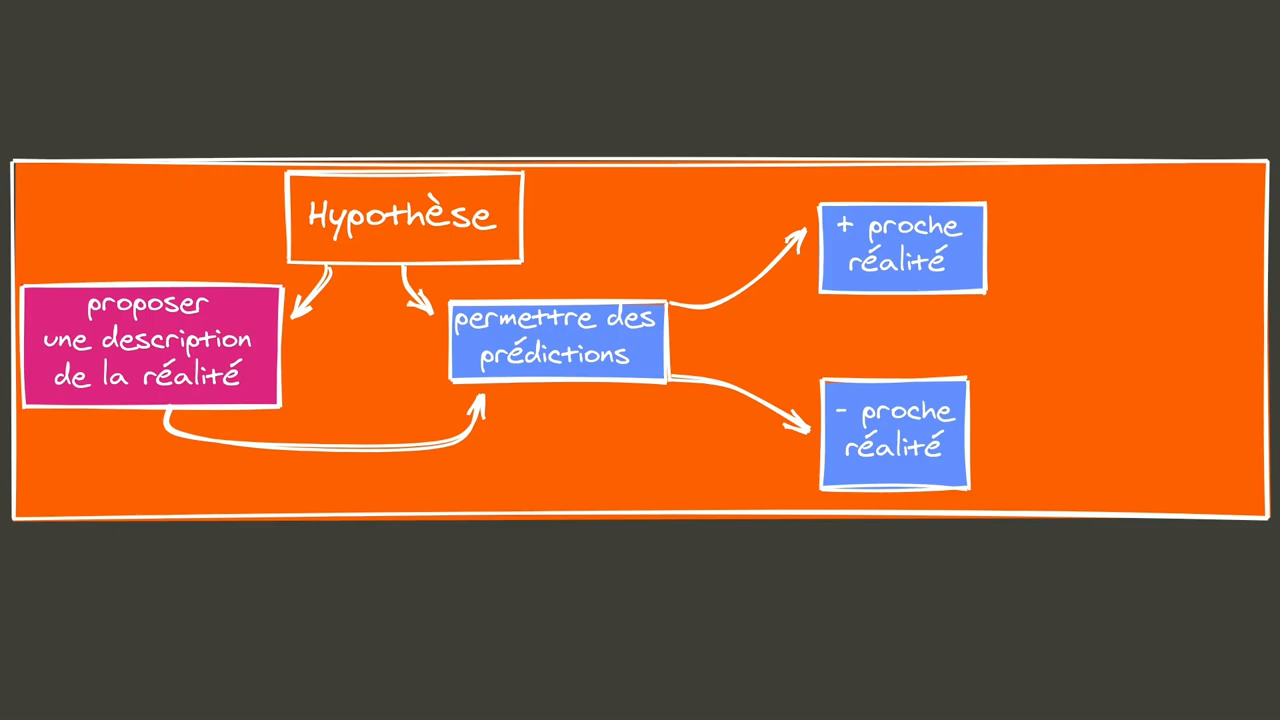 Hypothèse
proposer
une description
de la réalité
permettre des
prédictions
+ proche
réalité
- proche
réalité